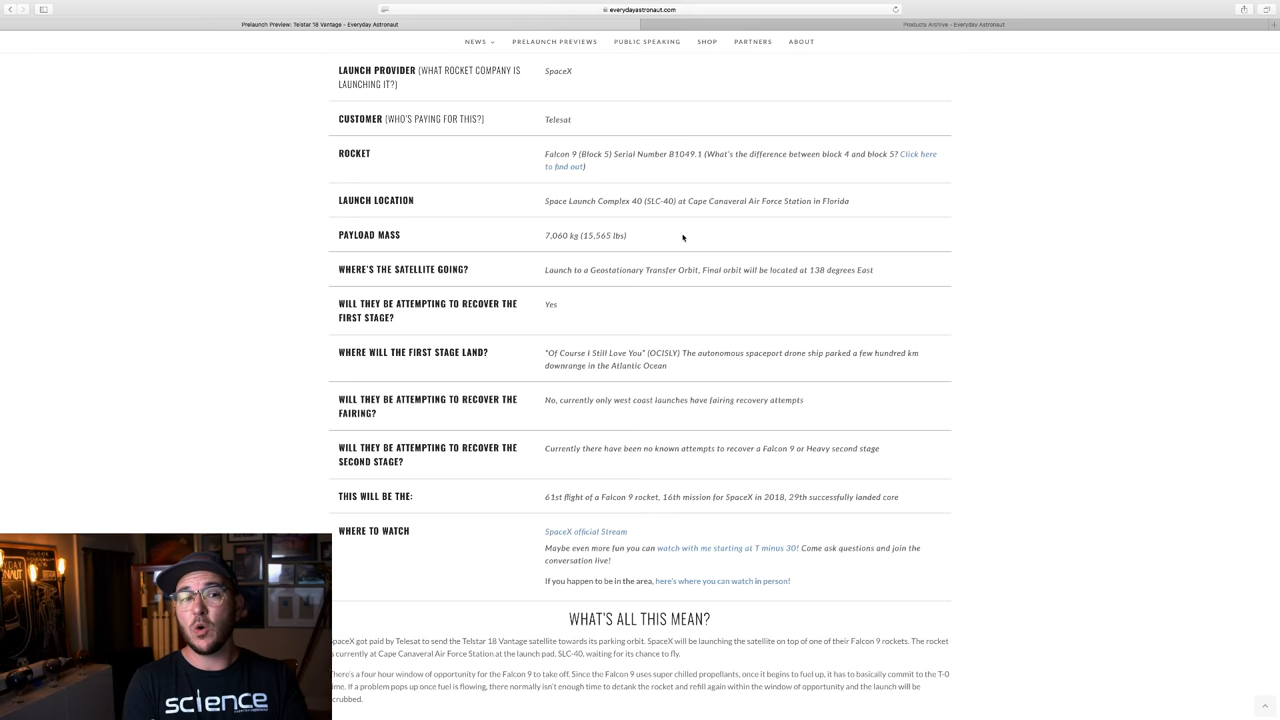 everydayastronaut.com
Prelaunch Preview: Telstar 18 Vantage - Everyday Astronaut
Products Archive - Everyday Astronaut
NEWS
PRELAUNCH PREVIEWS
PUBLIC SPEAKING
SHOP
PARTNERS
ABOUT
LAUNCH PROVIDER (WHAT ROCKET COMPANY IS
LAUNCHING IT?)
SpaceX
CUSTOMER (WHO'S PAYING FOR THIS?)
Telesat
ROCKET
Falcon 9 (Block 5) Serial Number B1049.1 (What's the difference between block 4 and block 5? Click here
to find out)
LAUNCH LOCATION
Space Launch Complex 40 (SLC-40) at Cape Canaveral Air Force Station in Florida
PAYLOAD MASS
7,060 kg (15,565 lbs)
WHERE'S THE SATELLITE GOING?
Launch to a Geostationary Transfer Orbit, Final orbit will be located at 138 degrees East
WILL THEY BE ATTEMPTING TO RECOVER THE
FIRST STAGE?
Yes
WHERE WILL THE FIRST STAGE LAND?
"Of Course I Still Love You" (OCISLY) The autonomous spaceport drone ship parked a few hundred km
downrange in the Atlantic Ocean
WILL THEY BE ATTEMPTING TO RECOVER THE
FAIRING?
No, currently only west coast launches have fairing recovery attempts
WILL THEY BE ATTEMPTING TO RECOVER THE
SECOND STAGE?
Currently there have been no known attempts to recover a Falcon 9 or Heavy second stage
THIS WILL BE THE:
61st flight of a Falcon 9 rocket, 16th mission for SpaceX in 2018, 29th successfully landed core
WHERE TO WATCH
SpaceX official Stream
Maybe even more fun you can watch with me starting at T minus 30! Come ask questions and join the
conversation live!
If you happen to be in the area, here's where you can watch in person!
WHAT'S ALL THIS MEAN?
paceX got paid by Telesat to send the Telstar 18 Vantage satellite towards its parking orbit. SpaceX will be launching the satellite on top of one of their Falcon 9 rockets. The rocket
currently at Cape Canaveral Air Force Station at the launch pad, SLC-40, waiting for its chance to fly.
here's a four hour window of opportunity for the Falcon 9 to take off. Since the Falcon 9 uses super chilled propellants, once it begins to fuel up, it has to basically commit to the T-0
ime. If a problem pops up once fuel is flowing, there normally isn't enough time to detank the rocket and refill again within the window of opportunity and the launch will be
crubbed.
science